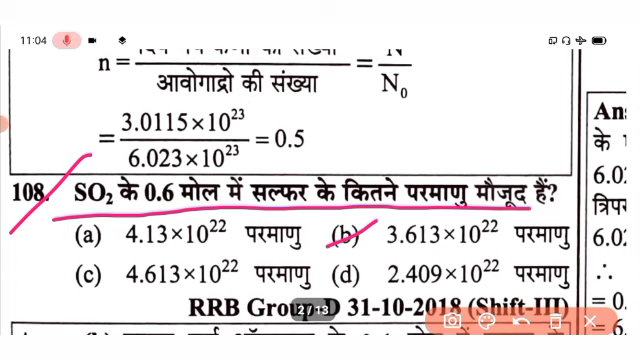 11:04
n = = N
आवोगाद्रो की संख्या N₀
= 3.0115×10²³ / 6.023×10²³ = 0.5
108. SO₂ के 0.6 मोल में सल्फर के कितने परमाणु मौजूद हैं?
(a) 4.13×10²² परमाणु (b) 3.613×10²² परमाणु
(c) 4.613×10²² परमाणु (d) 2.409×10²² परमाणु
RRB Group-D 31-10-2018 (Shift-III)
2 / 13
An
के
6.02
त्रिपर
6.02
∴
= 0.
= 6.